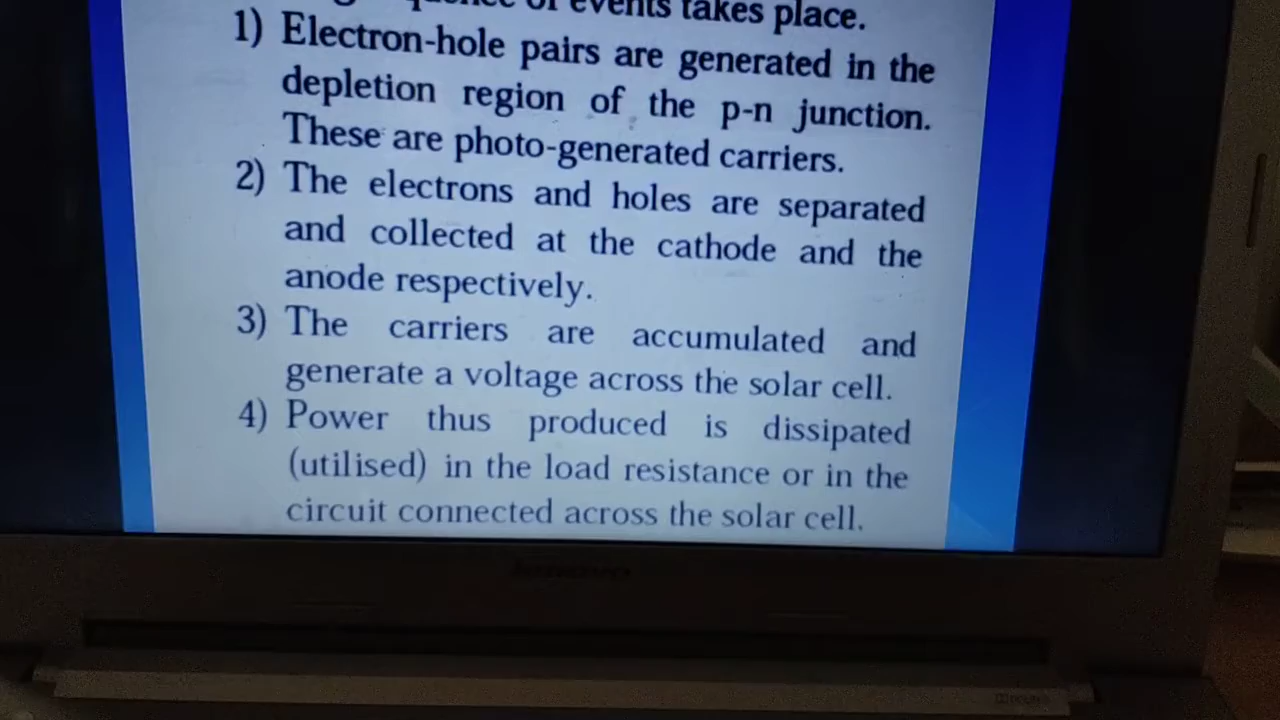 events takes place.
1) Electron-hole pairs are generated in the
depletion region of the p-n junction.
These are photo-generated carriers.
2) The electrons and holes are separated
and collected at the cathode and the
anode respectively.
3) The carriers are accumulated and
generate a voltage across the solar cell.
4) Power thus produced is dissipated
(utilised) in the load resistance or in the
circuit connected across the solar cell.